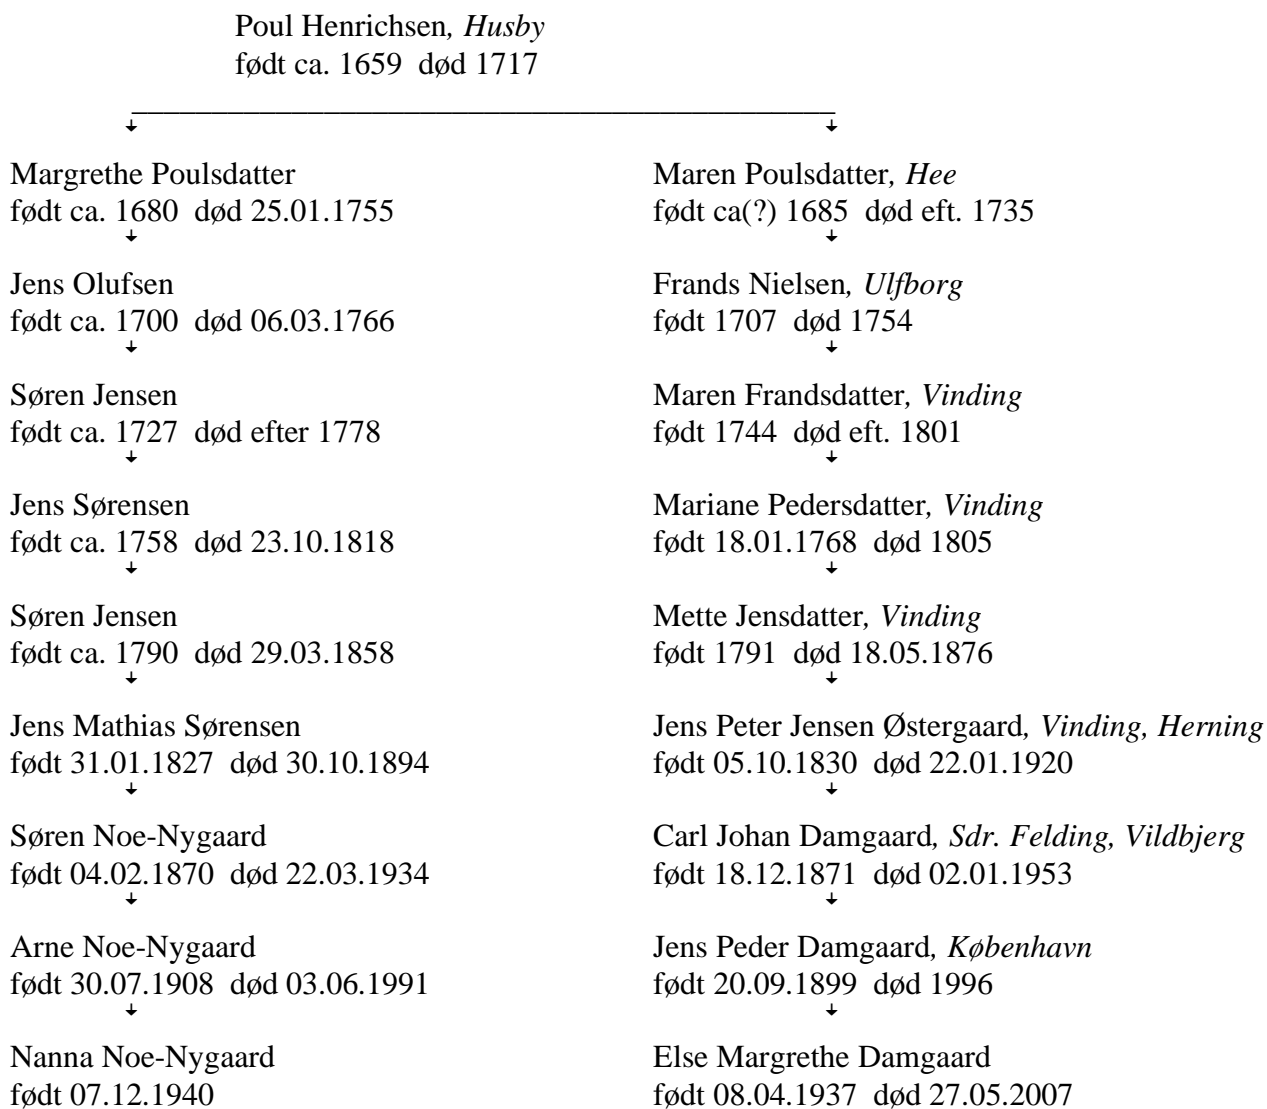 Poul Henrichsen, Husby
født ca. 1659 død 1717
Margrethe Poulsdatter
født ca. 1680 død 25.01.1755
Maren Poulsdatter, Hee
født ca(?) 1685 død eft. 1735
Jens Olufsen
født ca. 1700 død 06.03.1766
Frands Nielsen, Ulfborg
født 1707 død 1754
Søren Jensen
født ca. 1727 død efter 1778
Maren Frandsdatter, Vinding
født 1744 død eft. 1801
Jens Sørensen
født ca. 1758 død 23.10.1818
Mariane Pedersdatter, Vinding
født 18.01.1768 død 1805
Søren Jensen
født ca. 1790 død 29.03.1858
Mette Jensdatter, Vinding
født 1791 død 18.05.1876
Jens Mathias Sørensen
født 31.01.1827 død 30.10.1894
Jens Peter Jensen Østergaard, Vinding, Herning
født 05.10.1830 død 22.01.1920
Søren Noe-Nygaard
født 04.02.1870 død 22.03.1934
Carl Johan Damgaard, Sdr. Felding, Vildbjerg
født 18.12.1871 død 02.01.1953
Arne Noe-Nygaard
født 30.07.1908 død 03.06.1991
Jens Peder Damgaard, København
født 20.09.1899 død 1996
Nanna Noe-Nygaard
født 07.12.1940
Else Margrethe Damgaard
født 08.04.1937 død 27.05.2007